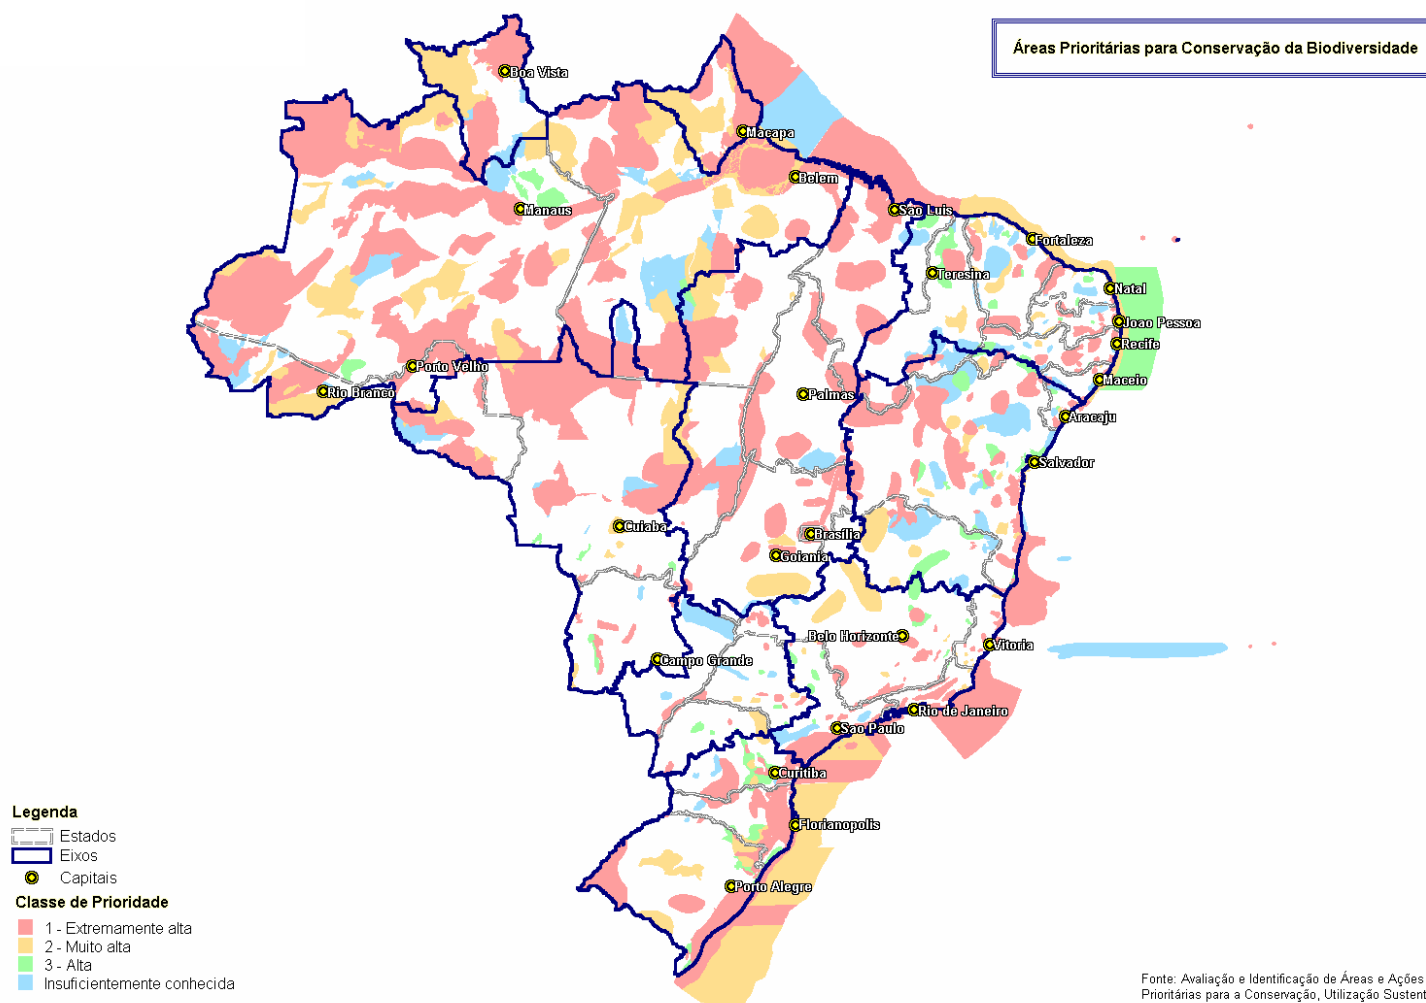 Áreas Prioritárias para Conservação da Biodiversidade
Boa Vista
Macapa
Belem
Manaus
Sao Luis
Fortaleza
Teresina
Natal
Joao Pessoa
Recife
Porto Velho
Maceio
Rio Branco
Palmas
Aracaju
Salvador
Cuiaba
Brasília
Goiania
Belo Horizonte
Vitoria
Campo Grande
Rio de Janeiro
Sao Paulo
Curitiba
Florianopolis
Porto Alegre
Legenda
Estados
Eixos
Capitais
Classe de Prioridade
1 - Extremamente alta
2 - Muito alta
3 - Alta
Insuficientemente conhecida
Fonte: Avaliação e Identificação de Áreas e Ações
Prioritárias para a Conservação, Utilização Sustent